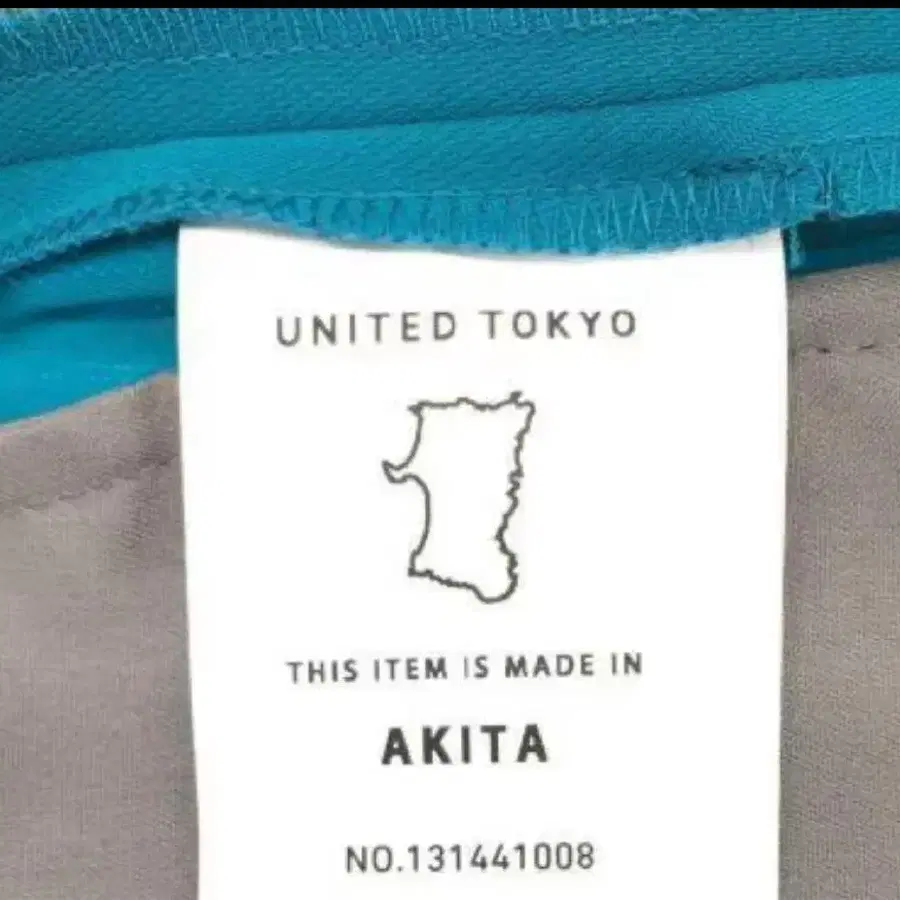 UNITED TOKYO
THIS ITEM IS MADE IN
AKITA
NO.131441008